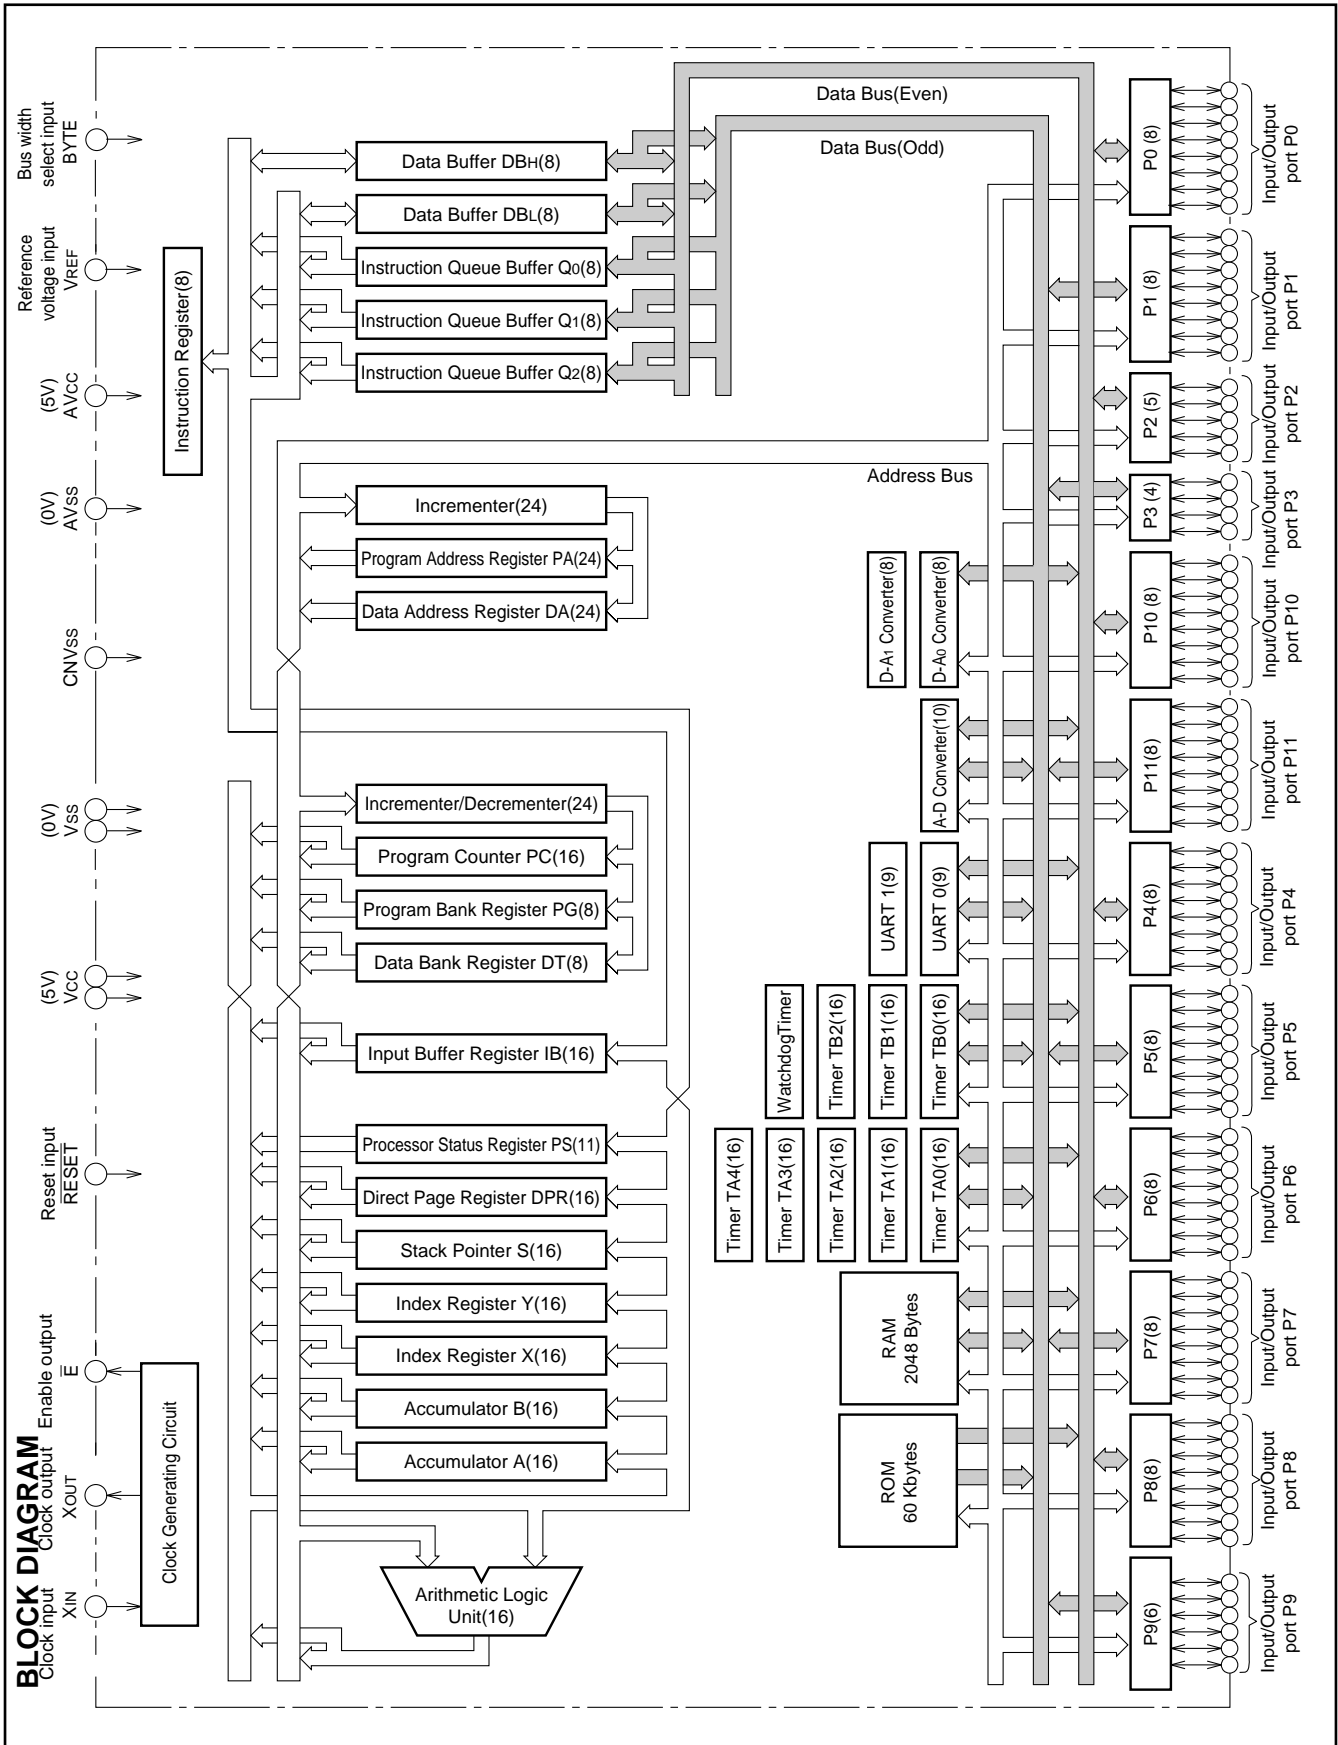 BLOCK DIAGRAM
Clock input
XIN
Clock output
XOUT
Enable output
E
Reset input
RESET
(5V)
VCC
(0V)
VSS
CNVSS
(0V)
AVSS
(5V)
AVCC
Reference
voltage input
VREF
Bus width
select input
BYTE
Clock Generating Circuit
Instruction Register(8)
Data Buffer DBH(8)
Data Buffer DBL(8)
Instruction Queue Buffer Q0(8)
Instruction Queue Buffer Q1(8)
Instruction Queue Buffer Q2(8)
Incrementer(24)
Program Address Register PA(24)
Data Address Register DA(24)
Incrementer/Decrementer(24)
Program Counter PC(16)
Program Bank Register PG(8)
Data Bank Register DT(8)
Input Buffer Register IB(16)
Processor Status Register PS(11)
Direct Page Register DPR(16)
Stack Pointer S(16)
Index Register Y(16)
Index Register X(16)
Accumulator B(16)
Accumulator A(16)
Arithmetic Logic
Unit(16)
Data Bus(Even)
Data Bus(Odd)
Address Bus
D-A1 Converter(8)
D-A0 Converter(8)
A-D Converter(10)
UART 1(9)
UART 0(9)
WatchdogTimer
Timer TB2(16)
Timer TB1(16)
Timer TB0(16)
Timer TA4(16)
Timer TA3(16)
Timer TA2(16)
Timer TA1(16)
Timer TA0(16)
RAM
2048 Bytes
ROM
60 Kbytes
P0 (8)
P1 (8)
P2 (5)
P3 (4)
P10 (8)
P11(8)
P4(8)
P5(8)
P6(8)
P7(8)
P8(8)
P9(6)
Input/Output
port P0
Input/Output
port P1
Input/Output
port P2
Input/Output
port P3
Input/Output
port P10
Input/Output
port P11
Input/Output
port P4
Input/Output
port P5
Input/Output
port P6
Input/Output
port P7
Input/Output
port P8
Input/Output
port P9